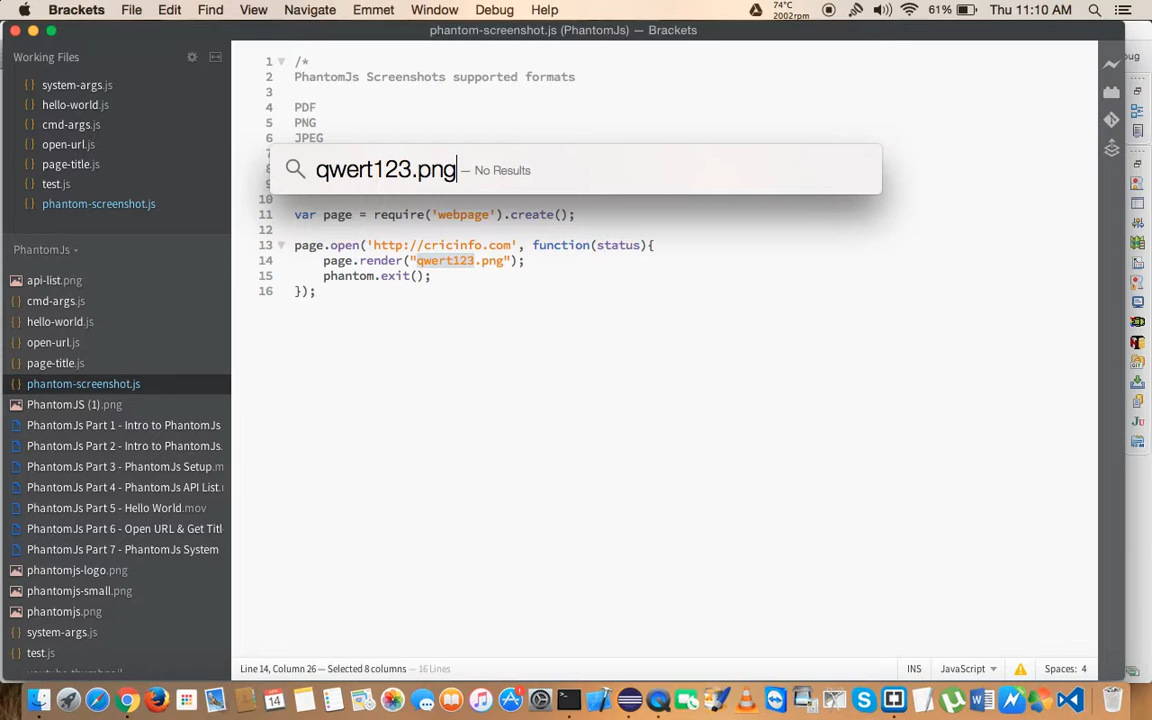 Brackets File Edit Find View Navigate Emmet Window Debug Help 74°C 2002rpm 61% Thu 11:10 AM
phantom-screenshot.js (PhantomJs) — Brackets
Working Files
system-args.js
hello-world.js
cmd-args.js
open-url.js
page-title.js
test.js
phantom-screenshot.js
PhantomJs
api-list.png
cmd-args.js
hello-world.js
open-url.js
page-title.js
phantom-screenshot.js
PhantomJS (1).png
PhantomJs Part 1 - Intro to PhantomJs
PhantomJs Part 2 - Intro to PhantomJs.
PhantomJs Part 3 - PhantomJs Setup.m
PhantomJs Part 4 - PhantomJs API List.
PhantomJs Part 5 - Hello World.mov
PhantomJs Part 6 - Open URL & Get Titl
PhantomJs Part 7 - PhantomJs System
phantomjs-logo.png
phantomjs-small.png
phantomjs.png
system-args.js
test.js
1 /*
2 PhantomJs Screenshots supported formats
3
4 PDF
5 PNG
6 JPEG
qwert123.png — No Results
10
11 var page = require('webpage').create();
12
13 page.open('http://cricinfo.com', function(status){
14 page.render("qwert123.png");
15 phantom.exit();
16 });
Line 14, Column 26 — Selected 8 columns — 16 Lines
INS JavaScript Spaces: 4
bug
Ju
14